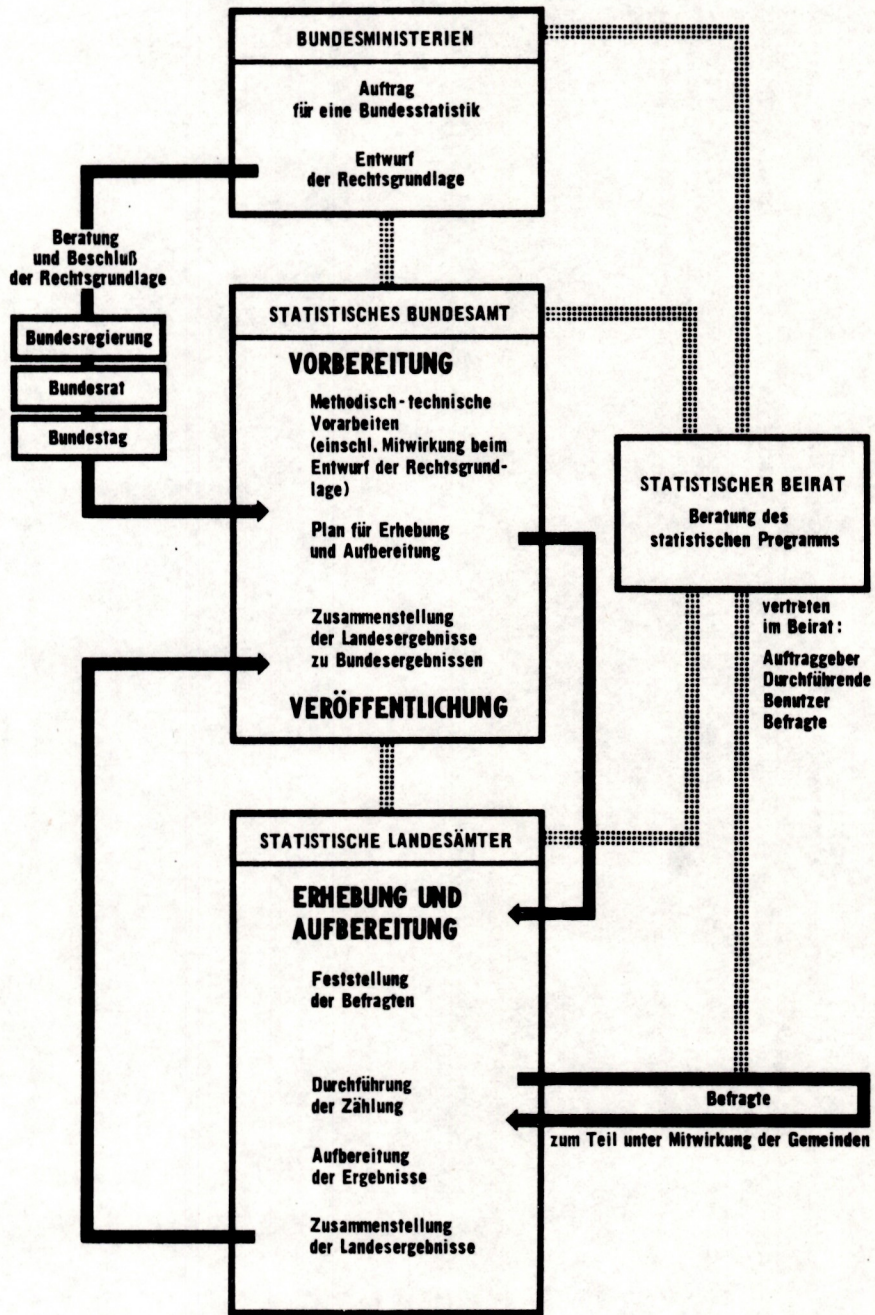 BUNDESMINISTERIEN
Auftrag
für eine Bundesstatistik
Entwurf
der Rechtsgrundlage
Beratung
und Beschluß
der Rechtsgrundlage
Bundesregierung
Bundesrat
Bundestag
STATISTISCHES BUNDESAMT
VORBEREITUNG
Methodisch-technische
Vorarbeiten
(einschl. Mitwirkung beim
Entwurf der Rechtsgrund-
lage)
Plan für Erhebung
und Aufbereitung
Zusammenstellung
der Landesergebnisse
zu Bundesergebnissen
VERÖFFENTLICHUNG
STATISTISCHER BEIRAT
Beratung des
statistischen Programms
vertreten
im Beirat:
Auftraggeber
Durchführende
Benutzer
Befragte
STATISTISCHE LANDESÄMTER
ERHEBUNG UND
AUFBEREITUNG
Feststellung
der Befragten
Durchführung
der Zählung
Befragte
zum Teil unter Mitwirkung der Gemeinden
Aufbereitung
der Ergebnisse
Zusammenstellung
der Landesergebnisse